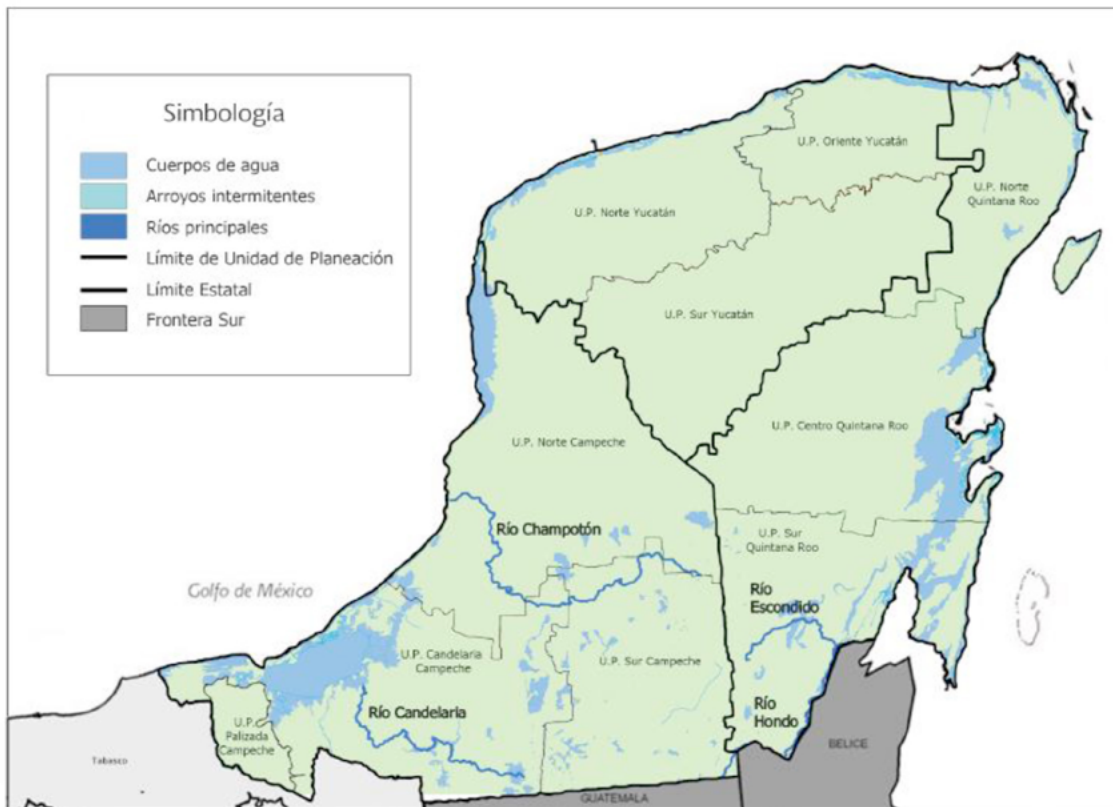 Simbología
Cuerpos de agua
Arroyos intermitentes
Ríos principales
Límite de Unidad de Planeación
Límite Estatal
Frontera Sur
U.P. Oriente Yucatán
U.P. Norte
Quintana Roo
U.P. Norte Yucatán
U.P. Sur Yucatán
U.P. Centro Quintana Roo
U.P. Norte Campeche
Río Champotón
U.P. Sur
Quintana Roo
Golfo de México
Río
Escondido
U.P. Candelaria
Campeche
U.P. Sur Campeche
Río Candelaria
Río
Hondo
U.P.
Palizada
Campeche
BELICE
Tabasco
GUATEMALA